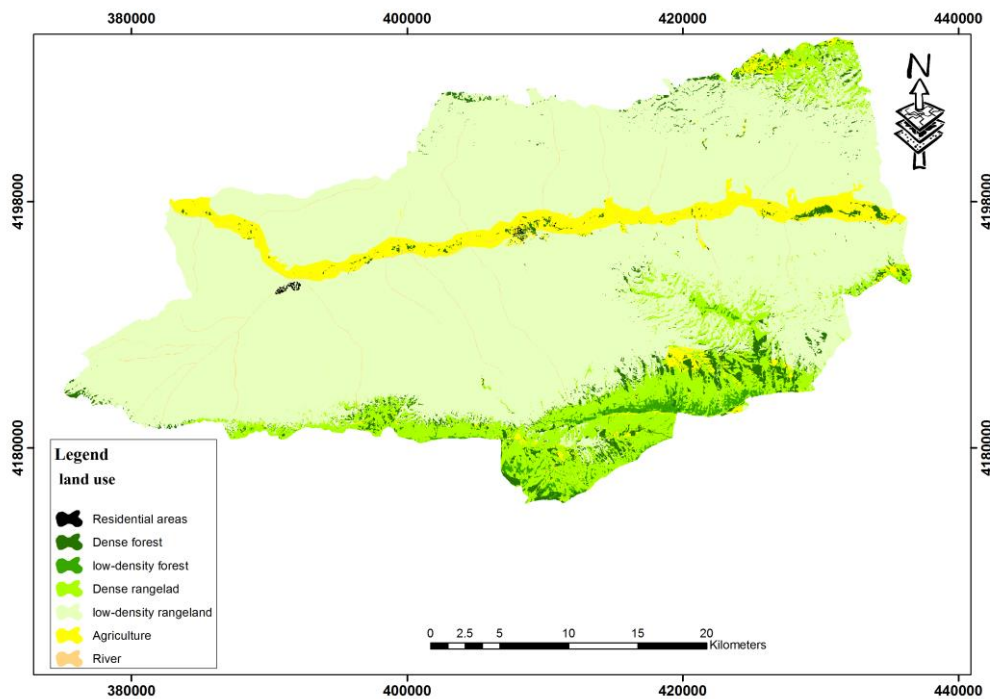 380000 400000 420000 440000
N
4198000 4198000
4180000 4180000
Legend
land use
Residential areas
Dense forest
low-density forest
Dense rangelad
low-density rangeland
Agriculture
River
0 2.5 5 10 15 20
Kilometers
380000 400000 420000 440000